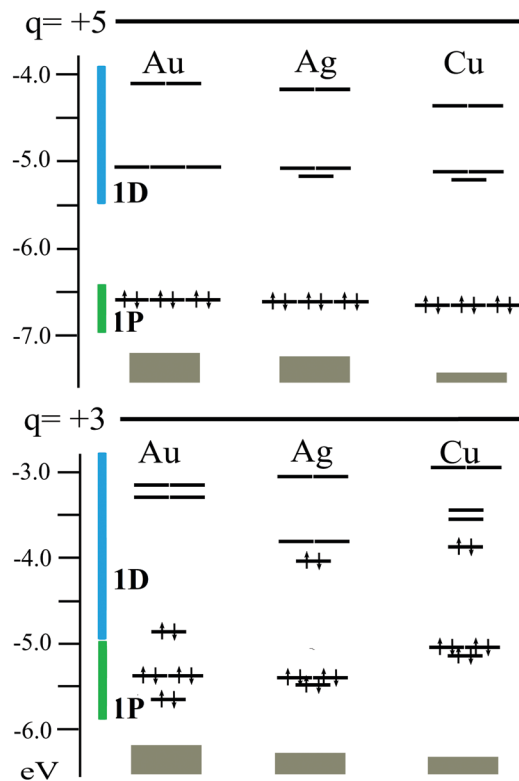 q= +5
Au Ag Cu
-4.0
-5.0
1D
-6.0
1P
-7.0
q= +3
Au Ag Cu
-3.0
-4.0
1D
-5.0
1P
-6.0
eV